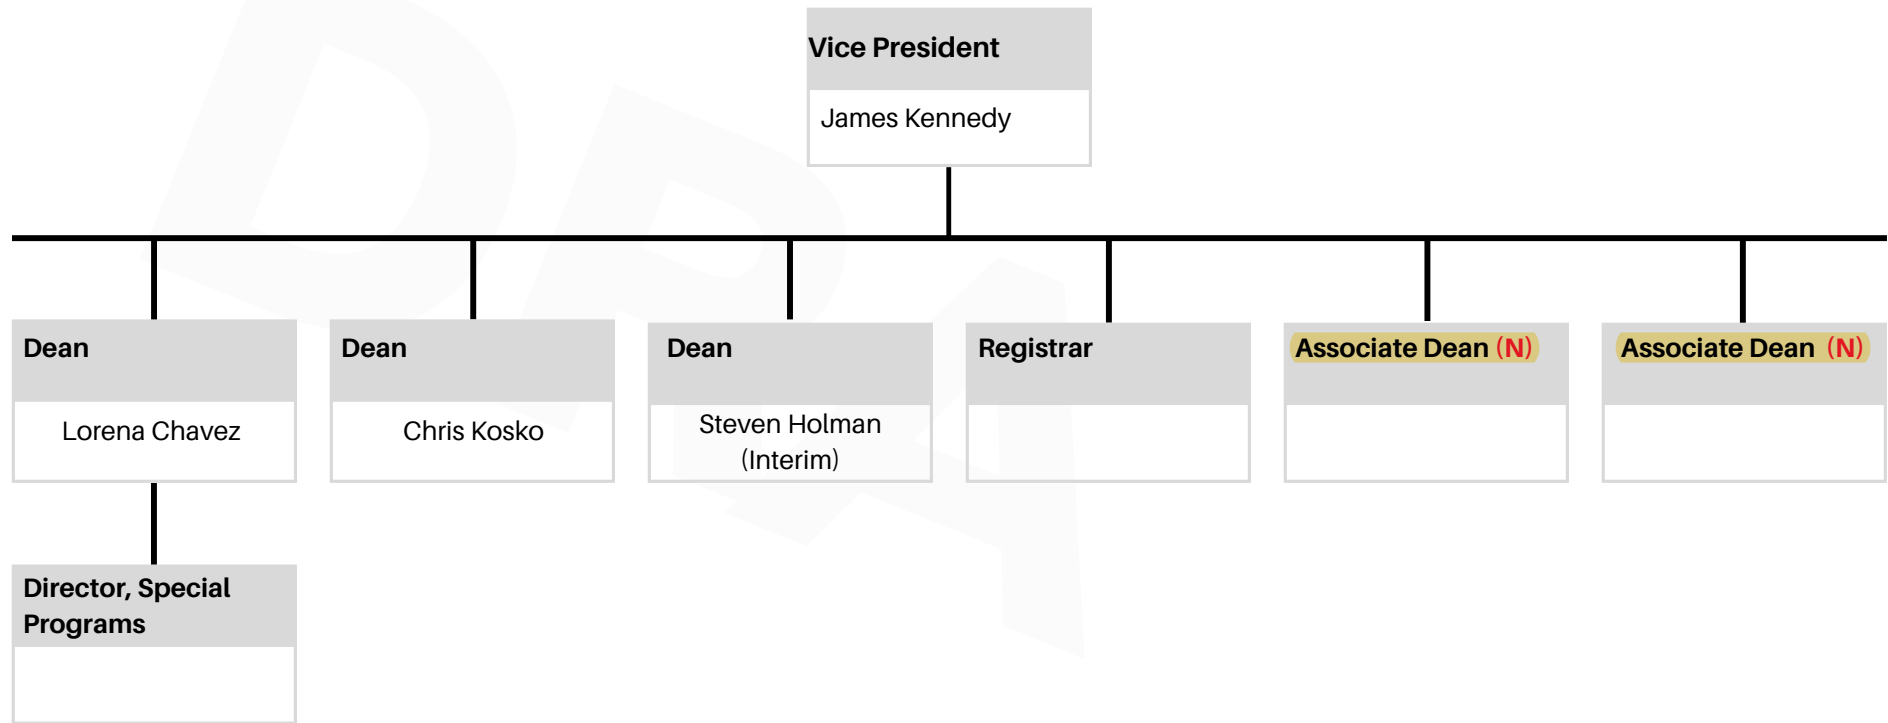 Vice President
James Kennedy
Dean
Lorena Chavez
Dean
Chris Kosko
Dean
Steven Holman
(Interim)
Registrar
Associate Dean (N)
Associate Dean (N)
Director, Special
Programs
DRA